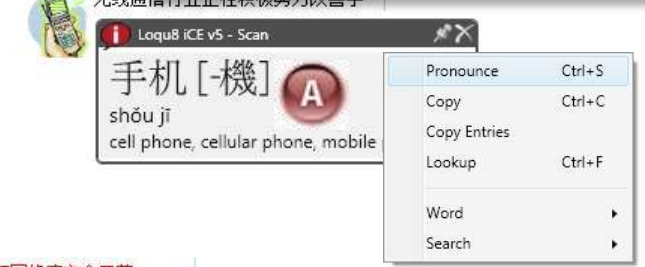 Loqu8 iCE v5 - Scan
手机 [-機]
A
shǒu jī
cell phone, cellular phone, mobile
Pronounce Ctrl+S
Copy Ctrl+C
Copy Entries
Lookup Ctrl+F
Word
Search